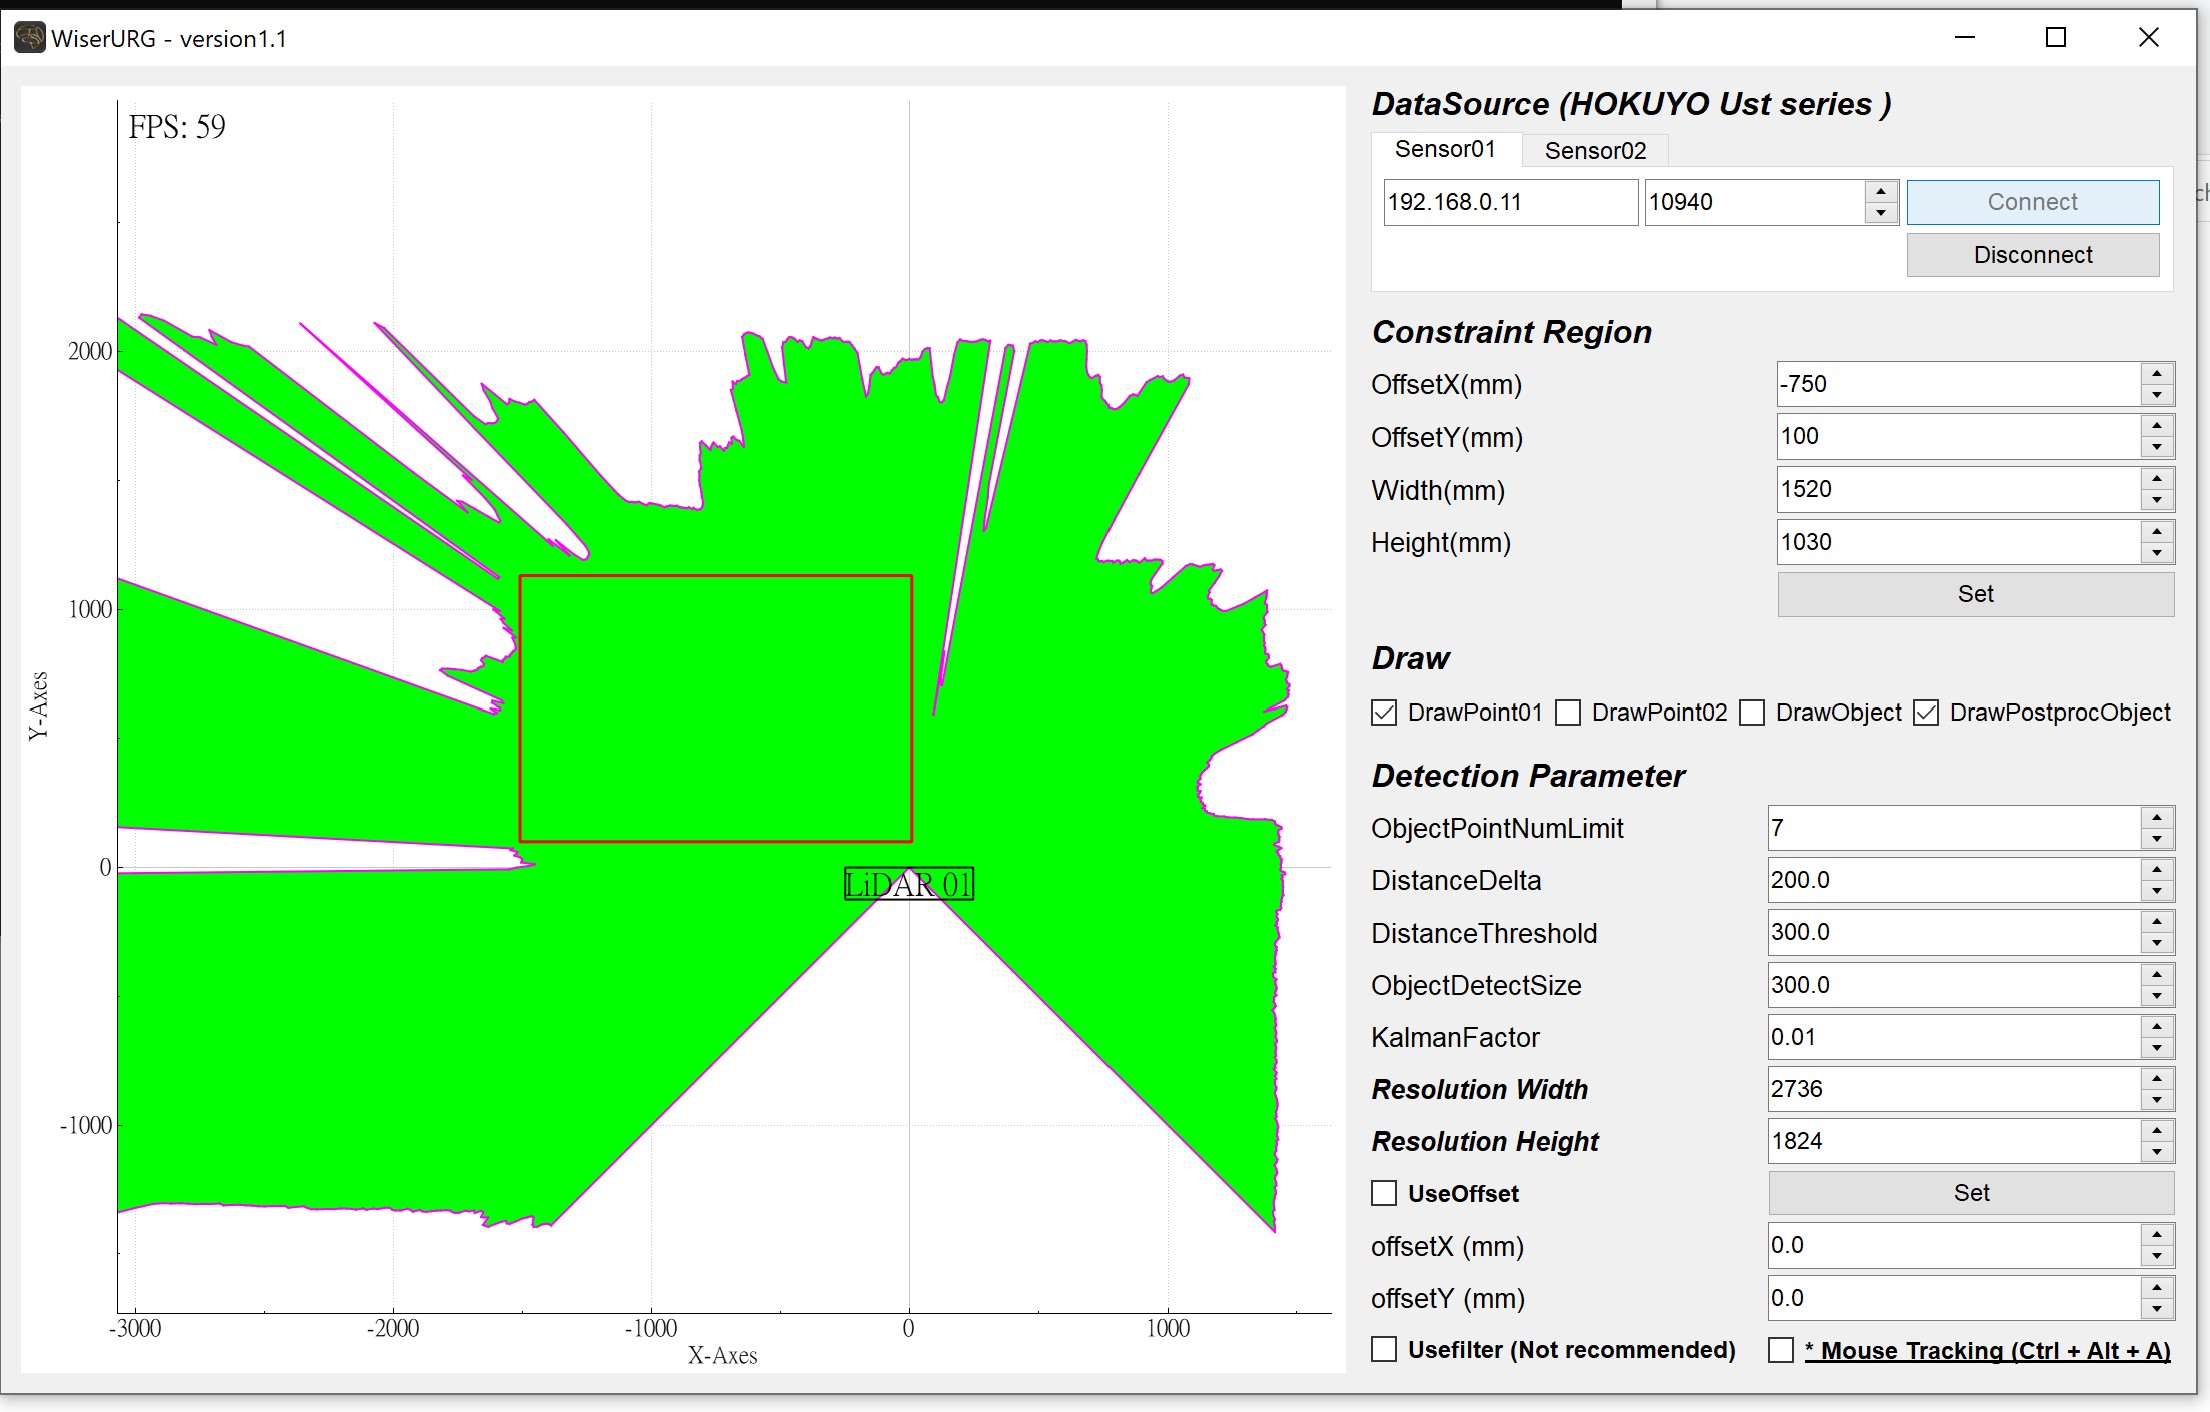 WiserURG - version1.1
FPS: 59
2000
1000
0
-1000
Y-Axes
-3000 -2000 -1000 0 1000
X-Axes
LiDAR 01
DataSource (HOKUYO Ust series )
Sensor01 Sensor02
192.168.0.11 10940 Connect
Disconnect
Constraint Region
OffsetX(mm) -750
OffsetY(mm) 100
Width(mm) 1520
Height(mm) 1030
Set
Draw
DrawPoint01 DrawPoint02 DrawObject DrawPostprocObject
Detection Parameter
ObjectPointNumLimit 7
DistanceDelta 200.0
DistanceThreshold 300.0
ObjectDetectSize 300.0
KalmanFactor 0.01
Resolution Width 2736
Resolution Height 1824
UseOffset Set
offsetX (mm) 0.0
offsetY (mm) 0.0
Usefilter (Not recommended) * Mouse Tracking (Ctrl + Alt + A)